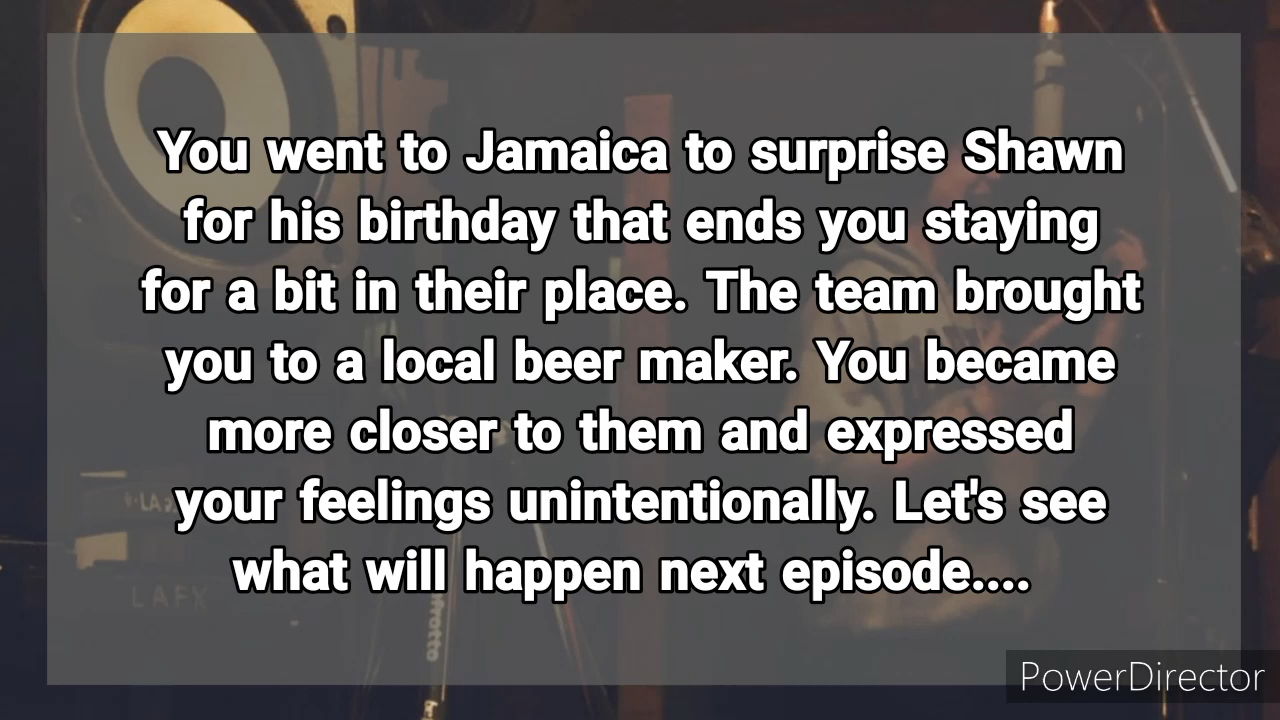 You went to Jamaica to surprise Shawn
for his birthday that ends you staying
for a bit in their place. The team brought
you to a local beer maker. You became
more closer to them and expressed
your feelings unintentionally. Let's see
what will happen next episode....
LAFX
PowerDirector